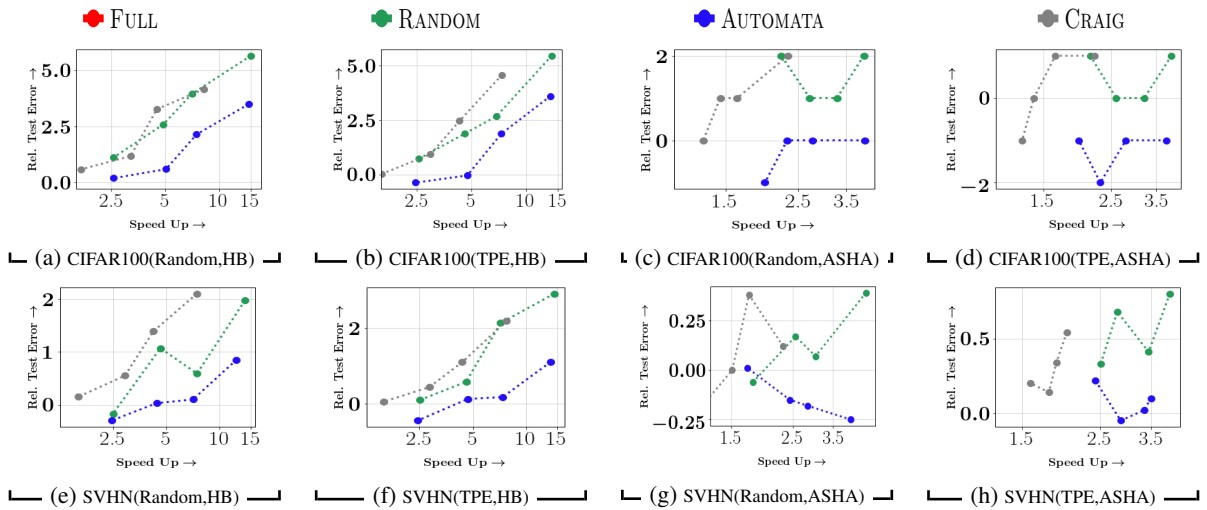 FULL RANDOM AUTOMATA CRAIG
Rel. Test Error → 5.0 2.5 0.0 2.5 5 15 Speed Up →
Rel. Test Error → 5.0 2.5 0.0 2.5 5 15 Speed Up →
Rel. Test Error → 2 0 1.5 2.5 3.5 Speed Up →
Rel. Test Error → 0 −2 1.5 2.5 3.5 Speed Up →
(a) CIFAR100(Random,HB) (b) CIFAR100(TPE,HB) (c) CIFAR100(Random,ASHA) (d) CIFAR100(TPE,ASHA)
Rel. Test Error → 2 1 0 2.5 5 15 Speed Up →
Rel. Test Error → 2 0 2.5 5 15 Speed Up →
Rel. Test Error → 0.25 0.00 −0.25 1.5 2.5 3.5 Speed Up →
Rel. Test Error → 0.5 0.0 1.5 2.5 3.5 Speed Up →
(e) SVHN(Random,HB) (f) SVHN(TPE,HB) (g) SVHN(Random,ASHA) (h) SVHN(TPE,ASHA)